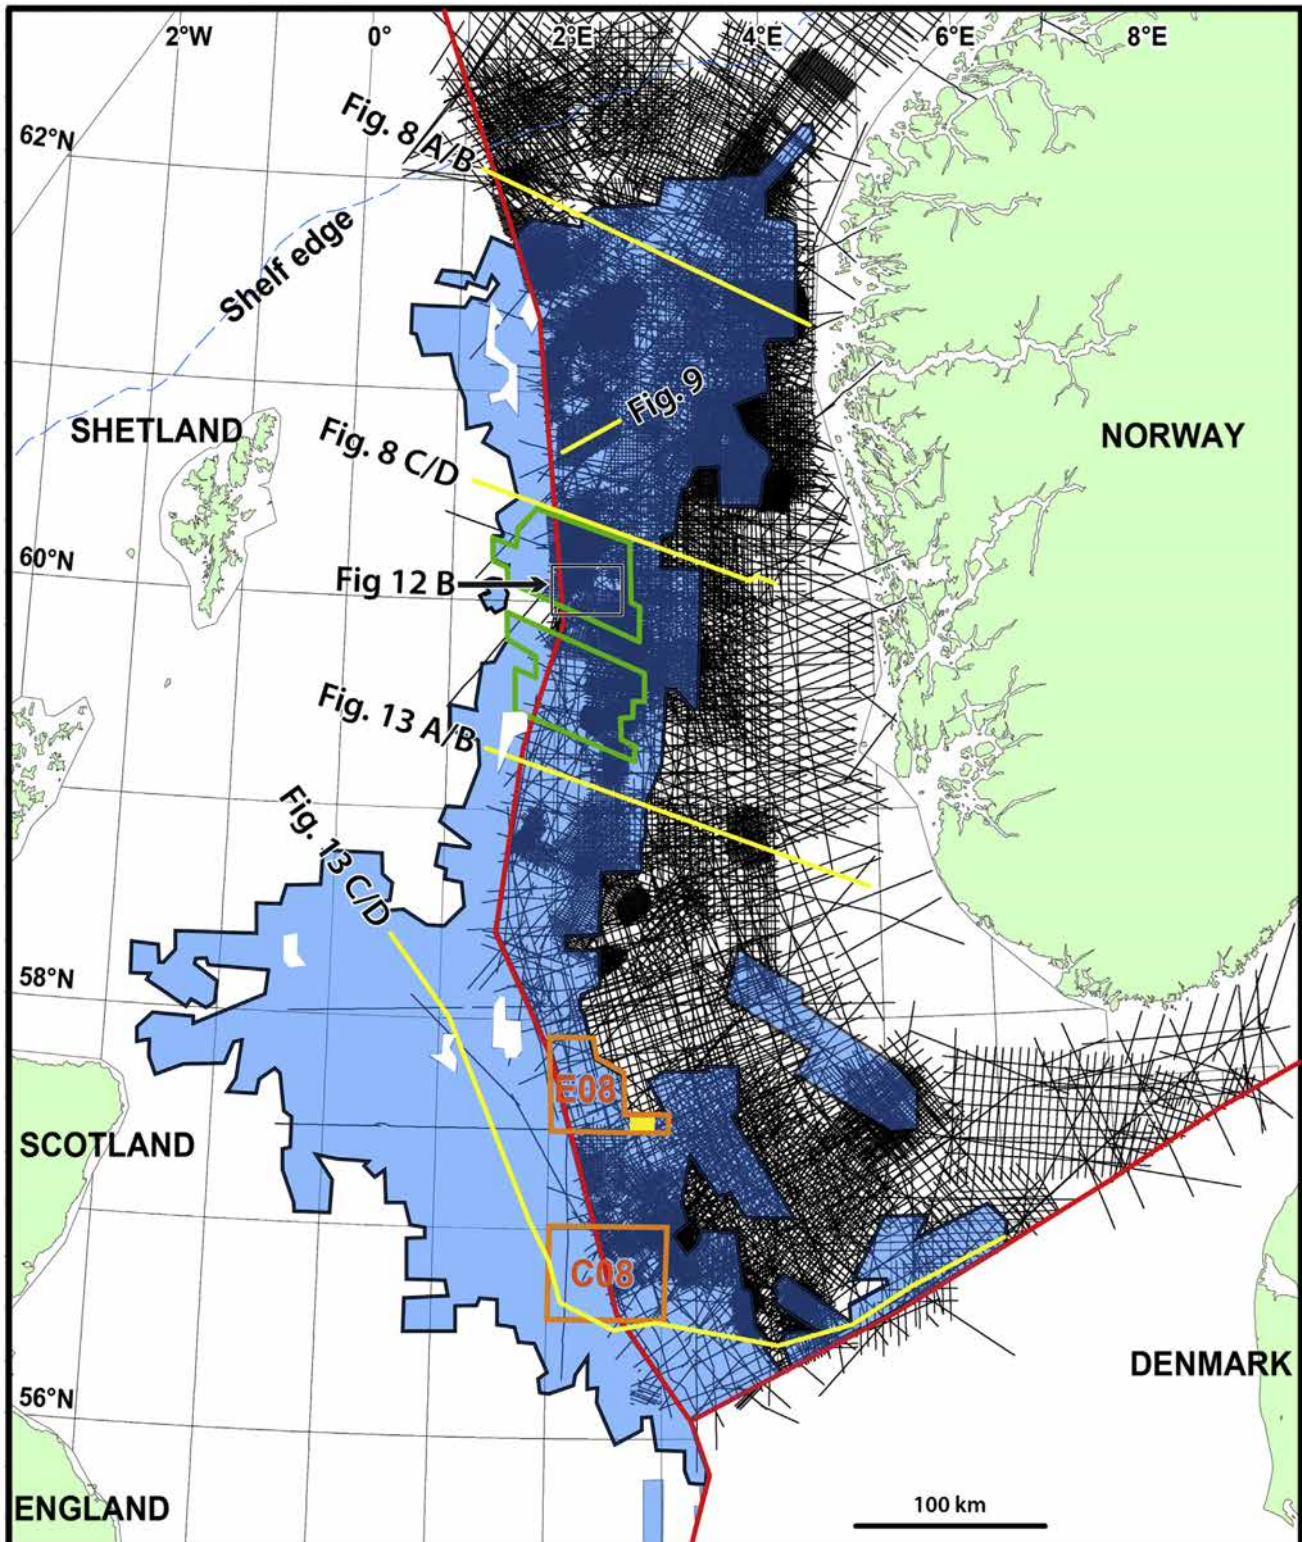 2°W
0°
2°E
4°E
6°E
8°E
Fig. 8 A/B
62°N
Shelf edge
Fig. 9
SHETLAND
Fig. 8 C/D
NORWAY
60°N
Fig 12 B
Fig. 13 A/B
Fig. 13 C/D
58°N
E08
SCOTLAND
C08
DENMARK
56°N
ENGLAND
100 km